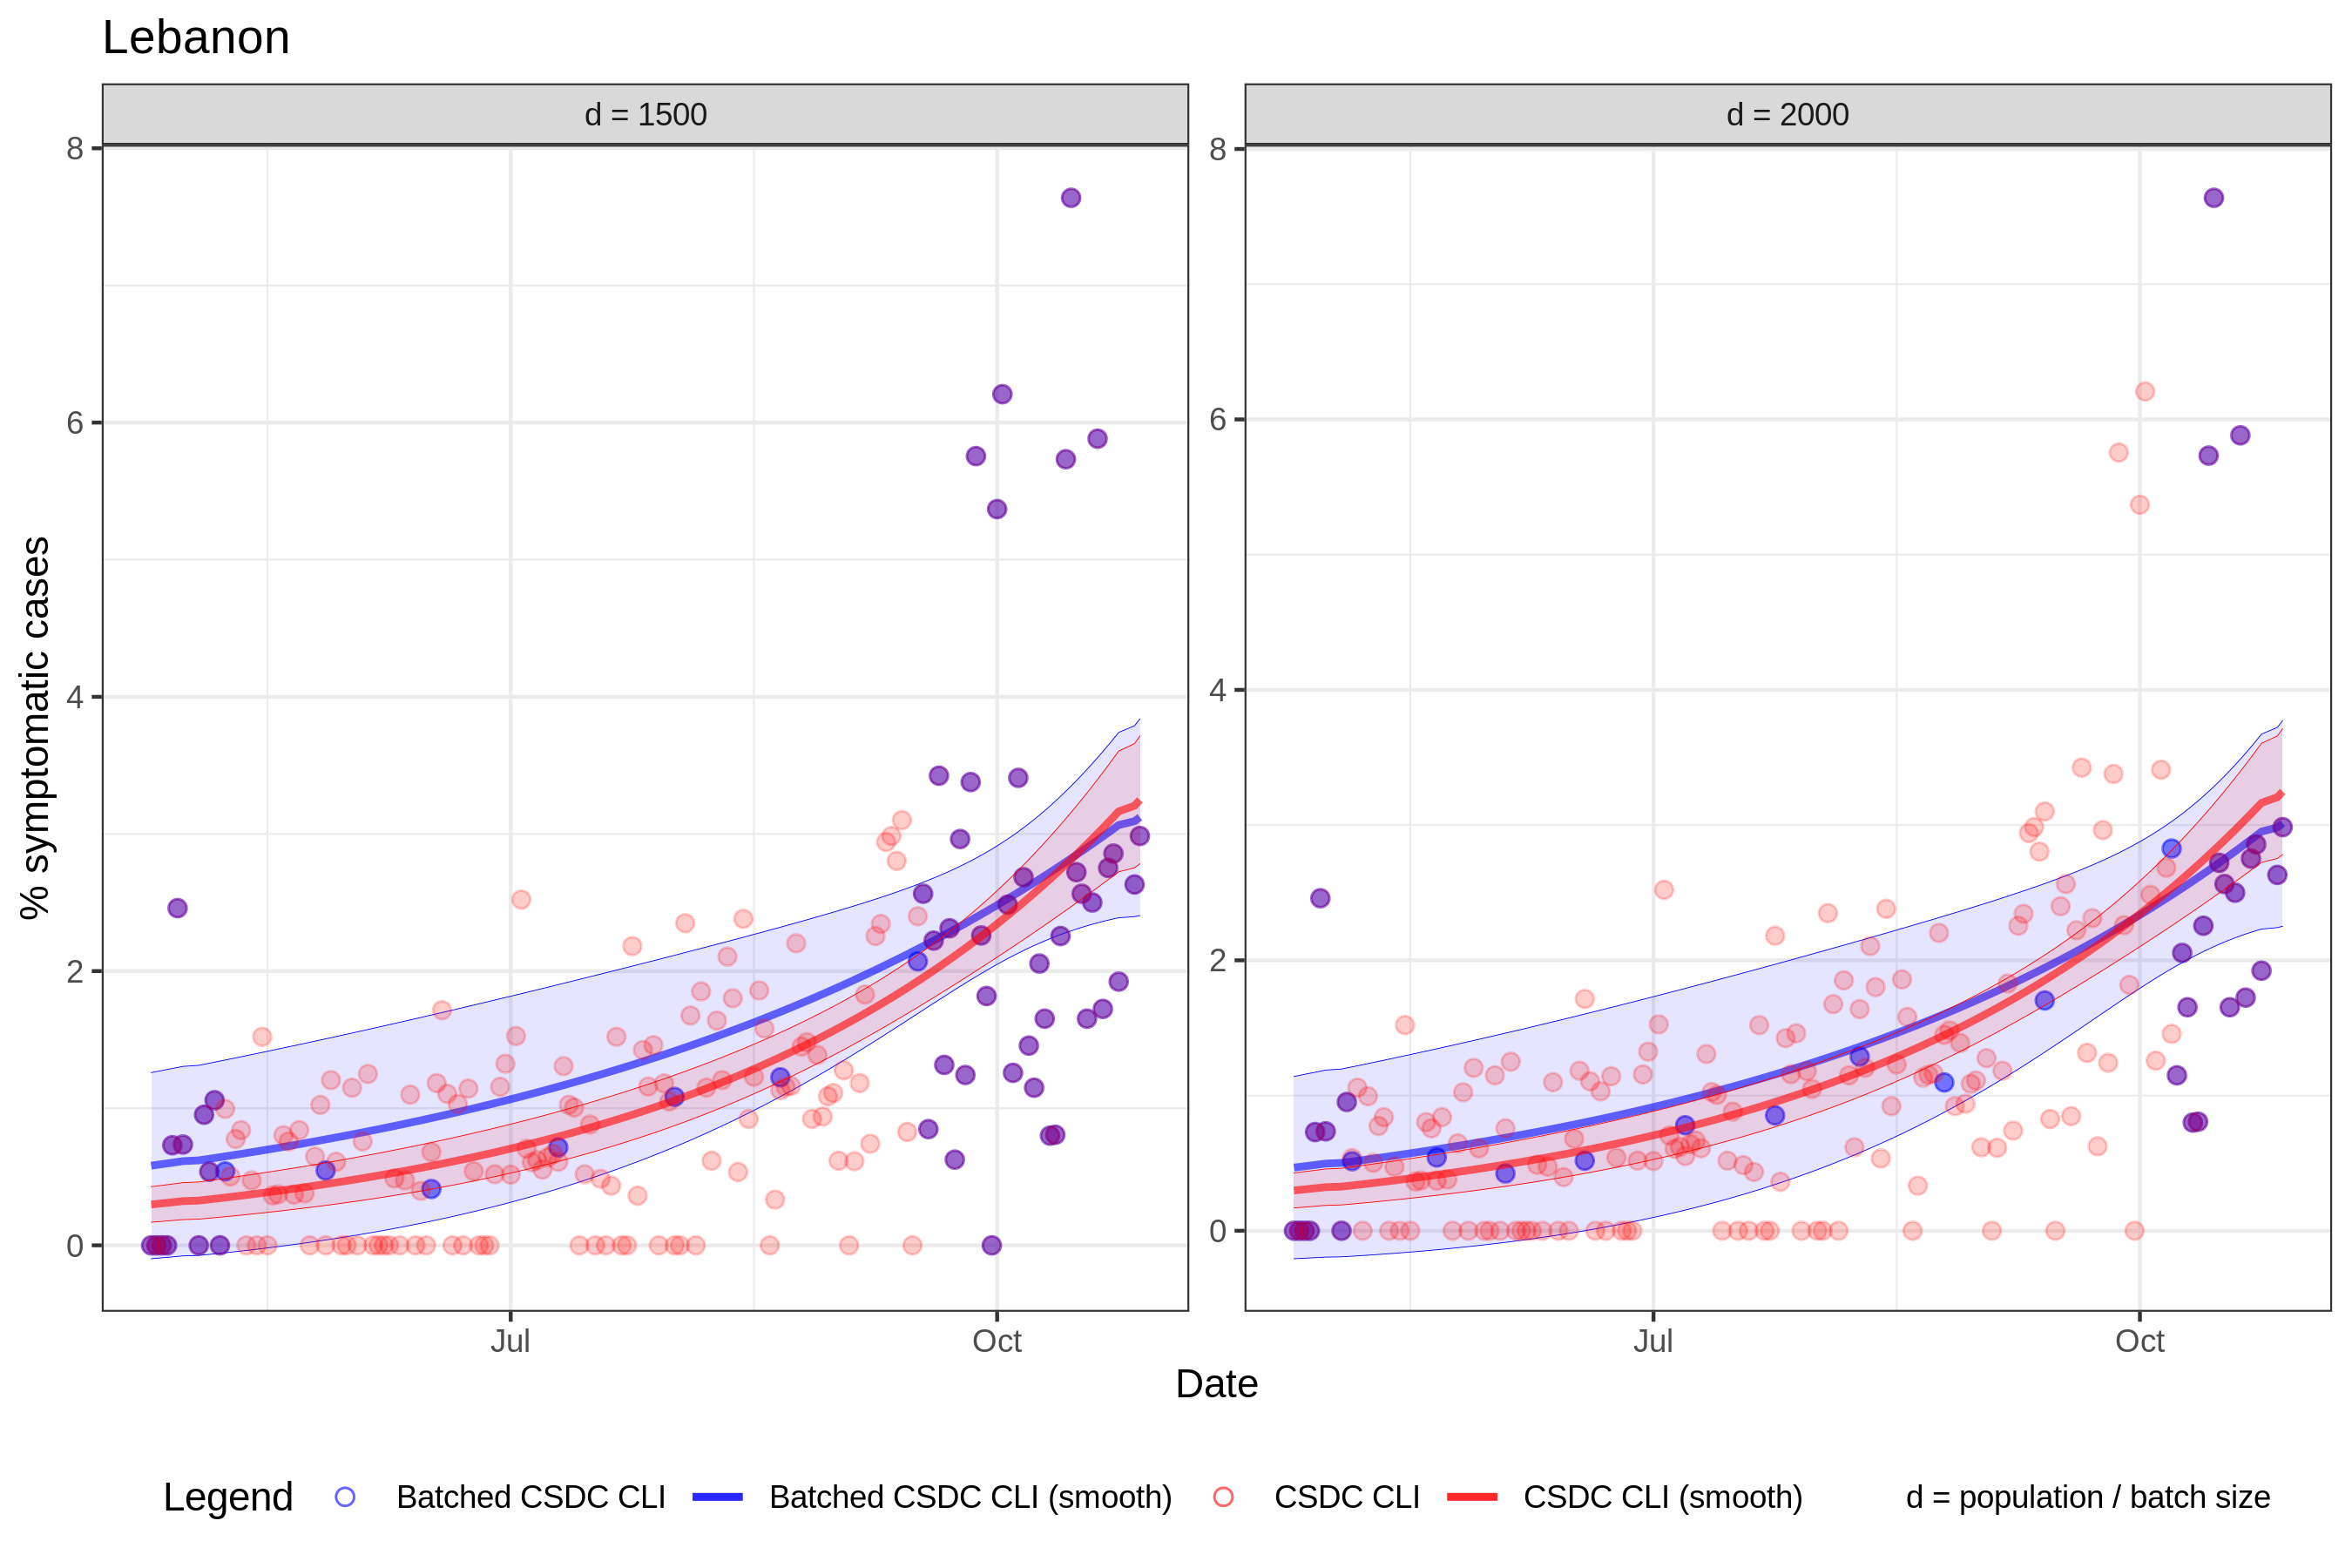 Lebanon
d = 1500
d = 2000
8
6
4
2
0
8
6
4
2
0
% symptomatic cases
Jul
Oct
Jul
Oct
Date
Legend
Batched CSDC CLI
Batched CSDC CLI (smooth)
CSDC CLI
CSDC CLI (smooth)
d = population / batch size